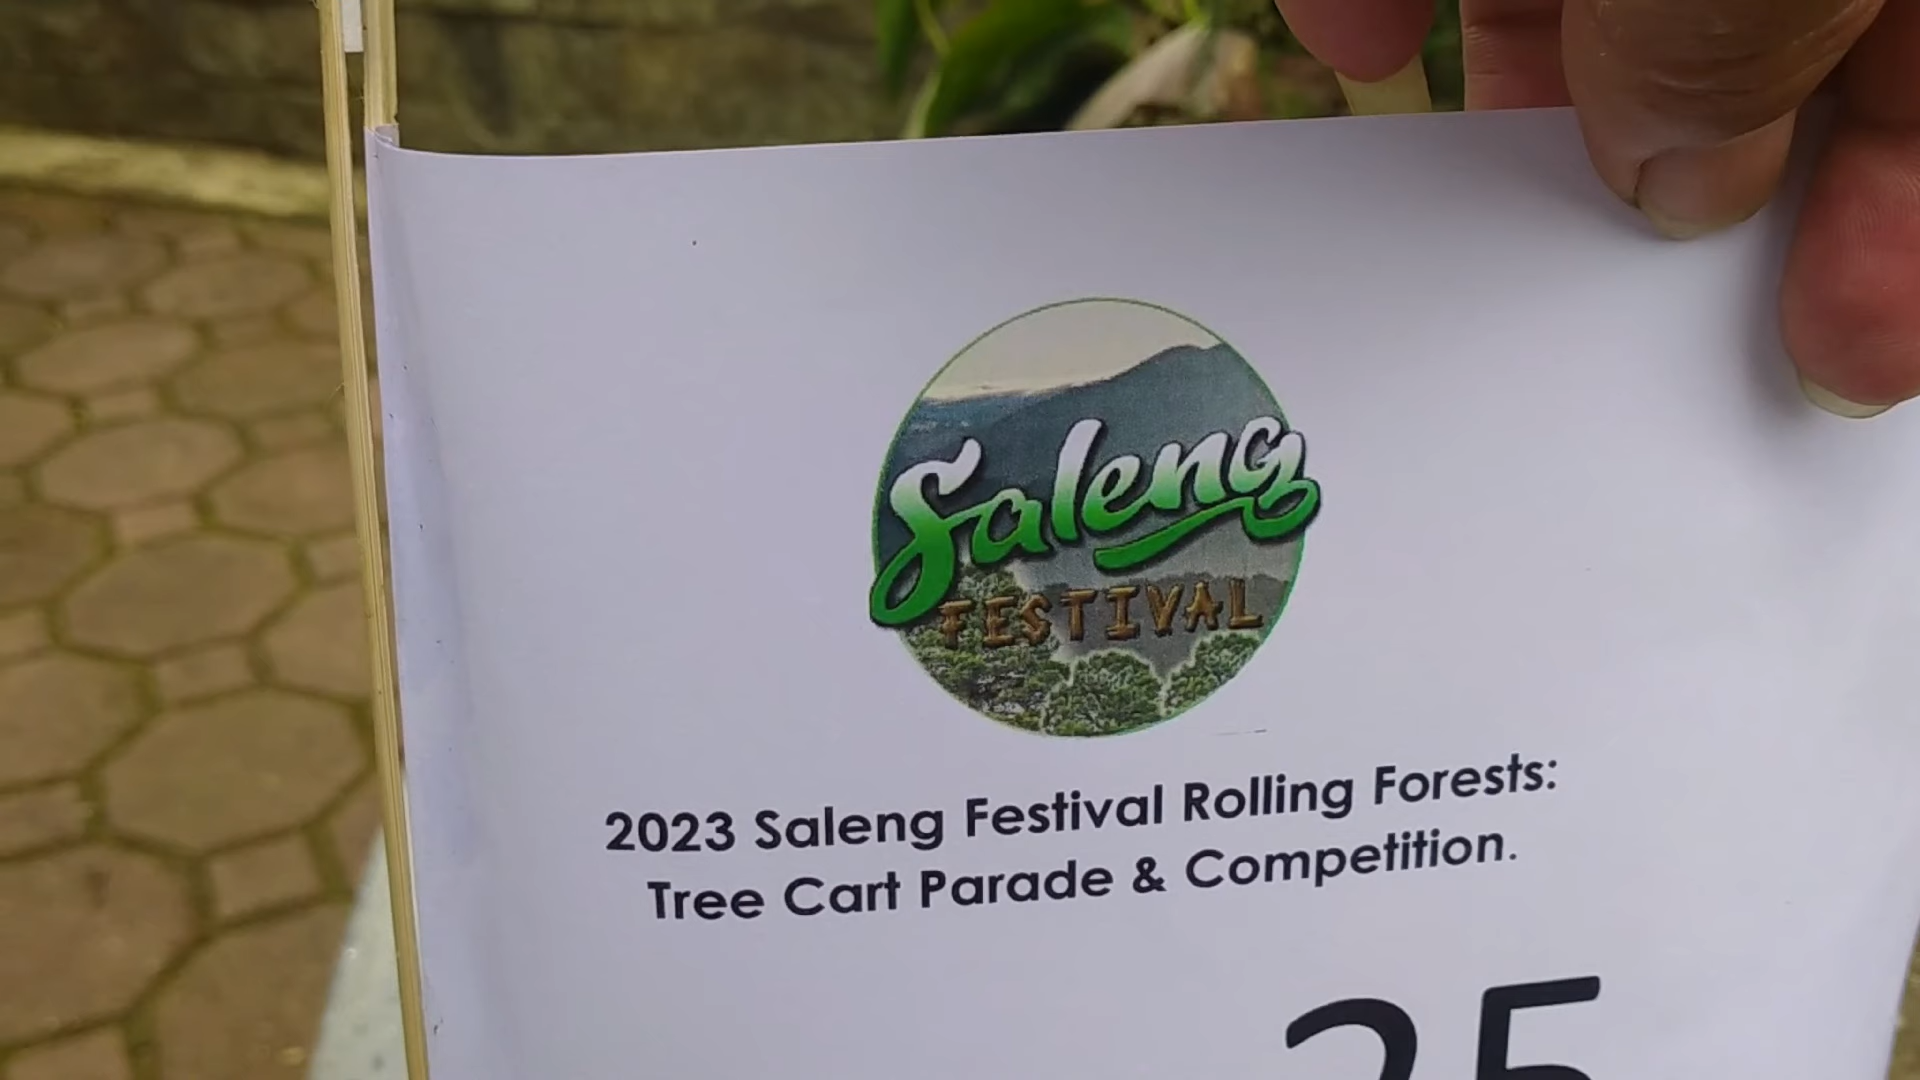 Saleng
FESTIVAL
2023 Saleng Festival Rolling Forests:
Tree Cart Parade & Competition.
25